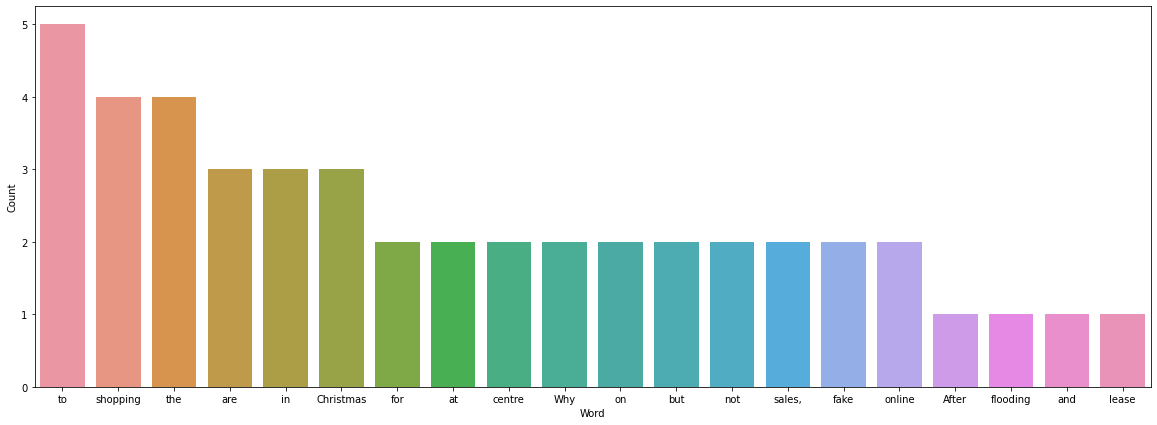 5
4
3
2
1
0
Count
to shopping the are in Christmas for at centre Why on but not sales, fake online After flooding and lease
Word